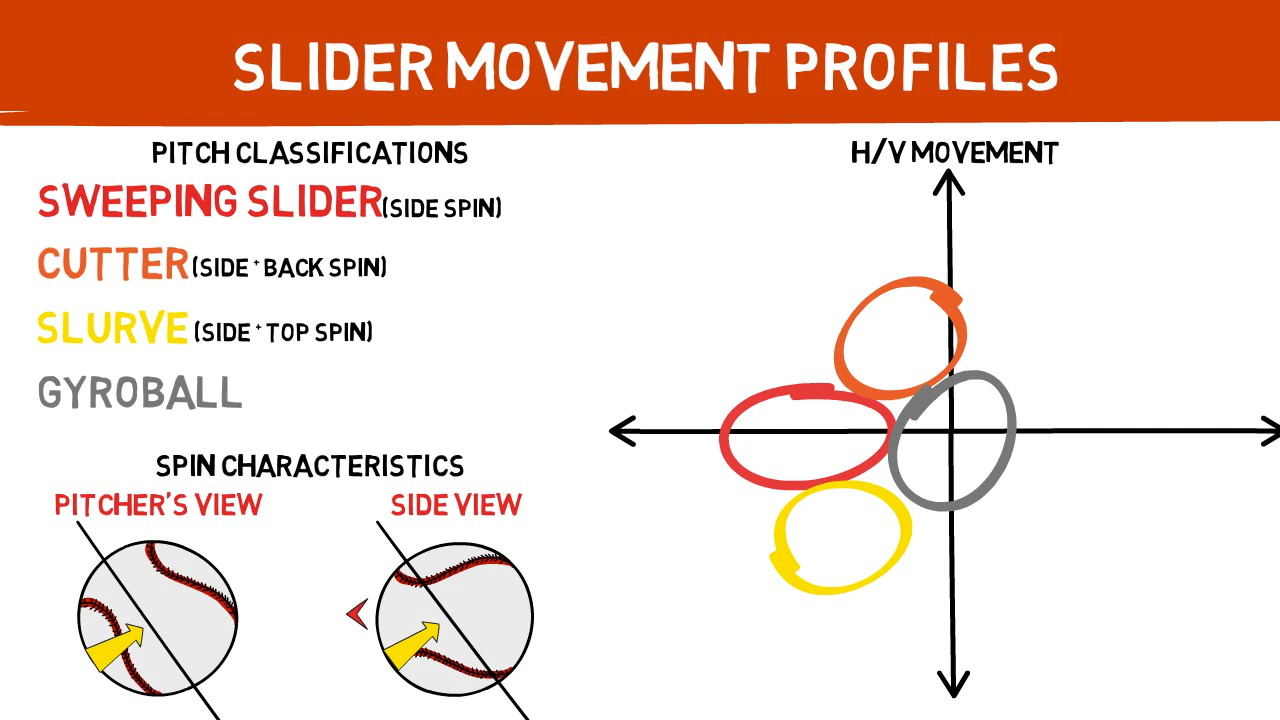 SLIDER MOVEMENT PROFILES
PITCH CLASSIFICATIONS
SWEEPING SLIDER (SIDE SPIN)
CUTTER (SIDE + BACK SPIN)
SLURVE (SIDE + TOP SPIN)
GYROBALL
H/V MOVEMENT
SPIN CHARACTERISTICS
PITCHER'S VIEW
SIDE VIEW